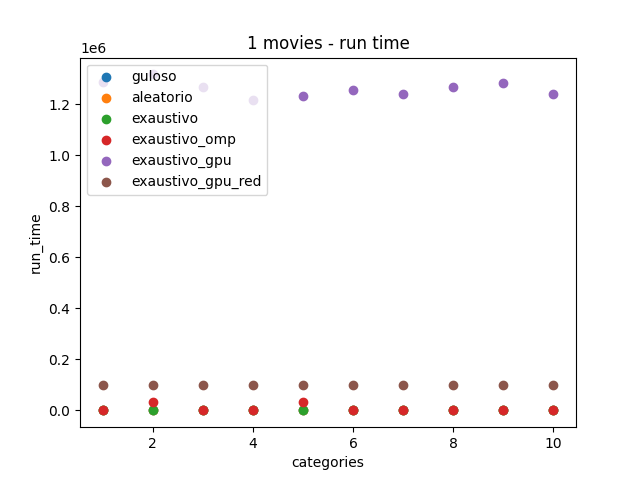 1 movies - run time
1e6
guloso
aleatorio
exaustivo
exaustivo_omp
exaustivo_gpu
exaustivo_gpu_red
1.2
1.0
0.8
0.6
0.4
0.2
0.0
run_time
2 4 6 8 10
categories